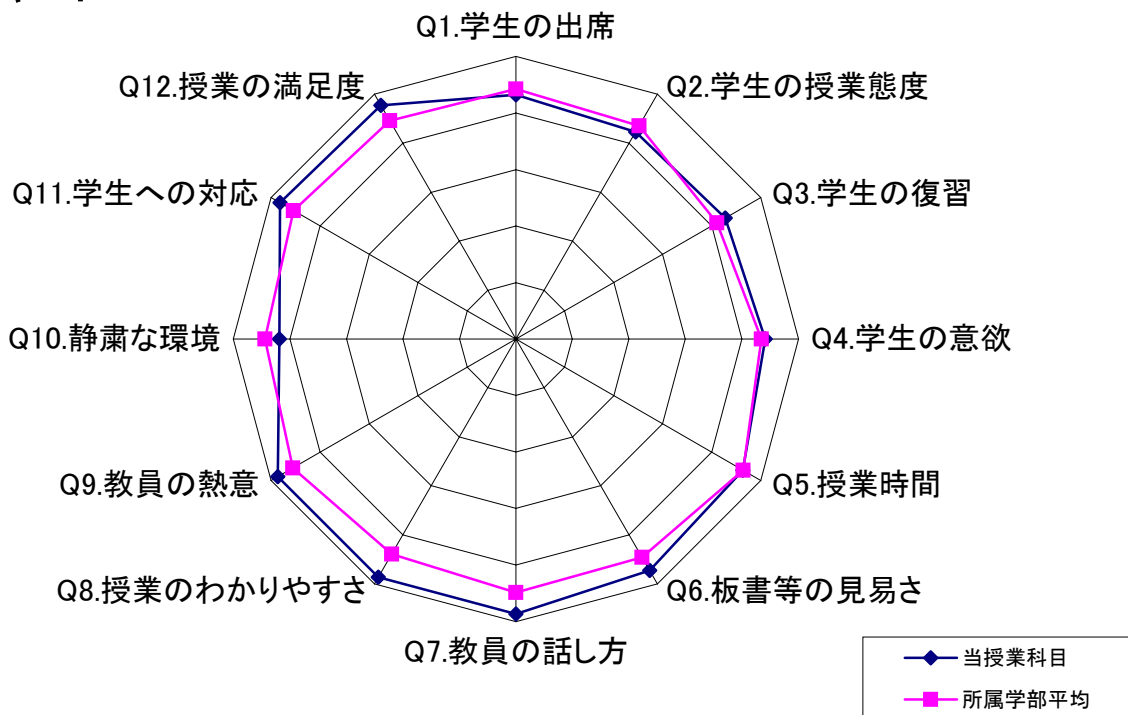 Q1.学生の出席
Q2.学生の授業態度
Q3.学生の復習
Q4.学生の意欲
Q5.授業時間
Q6.板書等の見易さ
Q7.教員の話し方
Q8.授業のわかりやすさ
Q9.教員の熱意
Q10.静粛な環境
Q11.学生への対応
Q12.授業の満足度
当授業科目
所属学部平均